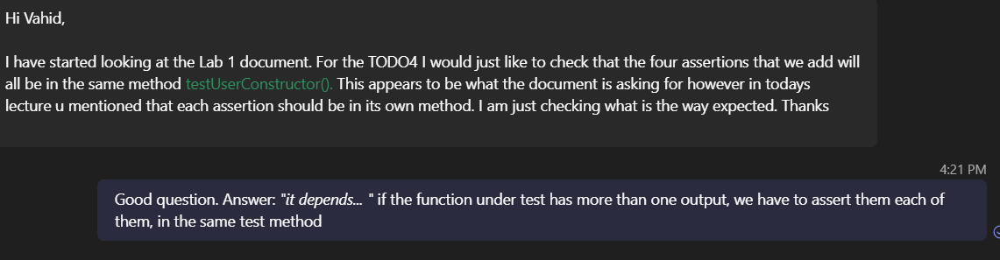 Hi Vahid,
I have started looking at the Lab 1 document. For the TODO4 I would just like to check that the four assertions that we add will
all be in the same method testUserConstructor(). This appears to be what the document is asking for however in todays
lecture u mentioned that each assertion should be in its own method. I am just checking what is the way expected. Thanks
4:21 PM
Good question. Answer: "it depends... " if the function under test has more than one output, we have to assert them each of
them, in the same test method